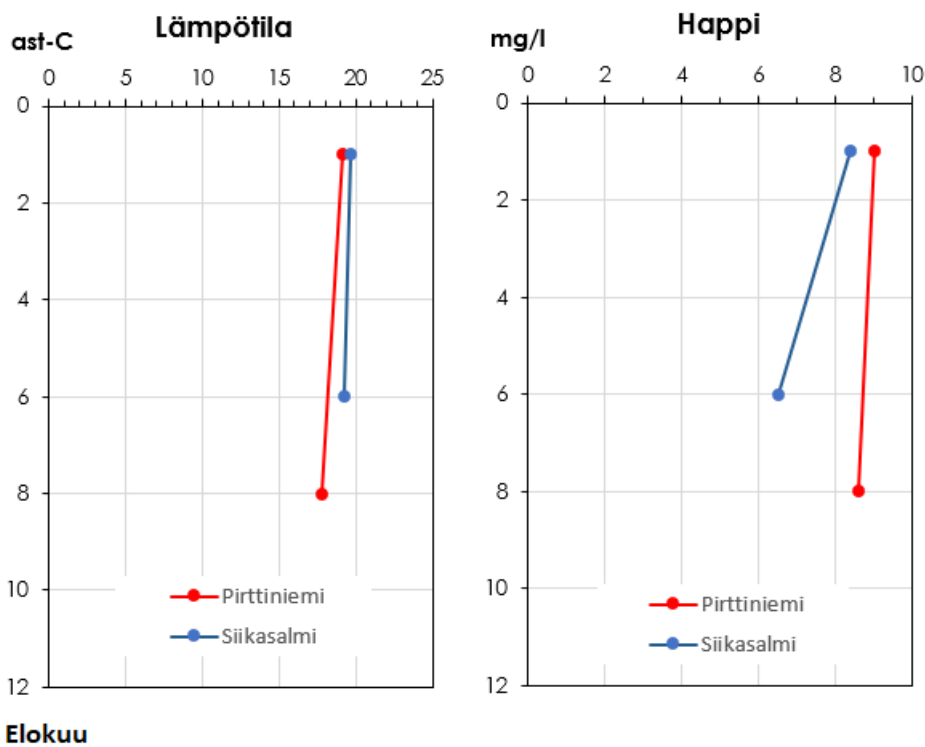 Lämpötila
ast-C
0 5 10 15 20 25
0
2
4
6
8
10
12
Pirttiniemi
Siikasalmi
Happi
mg/l
0 2 4 6 8 10
0
2
4
6
8
10
12
Pirttiniemi
Siikasalmi
Elokuu